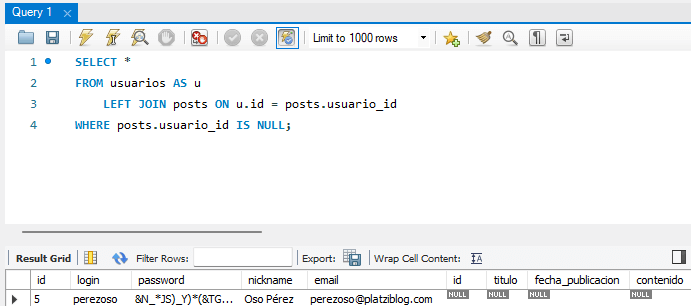 Query 1
Limit to 1000 rows
1 SELECT *
2 FROM usuarios AS u
3 LEFT JOIN posts ON u.id = posts.usuario_id
4 WHERE posts.usuario_id IS NULL;
Result Grid Filter Rows: Export: Wrap Cell Content:
id login password nickname email id titulo fecha_publicacion contenido
5 perezoso &N_*JS)_Y)*(&TG... Oso Pérez perezoso@platziblog.com NULL NULL NULL NULL